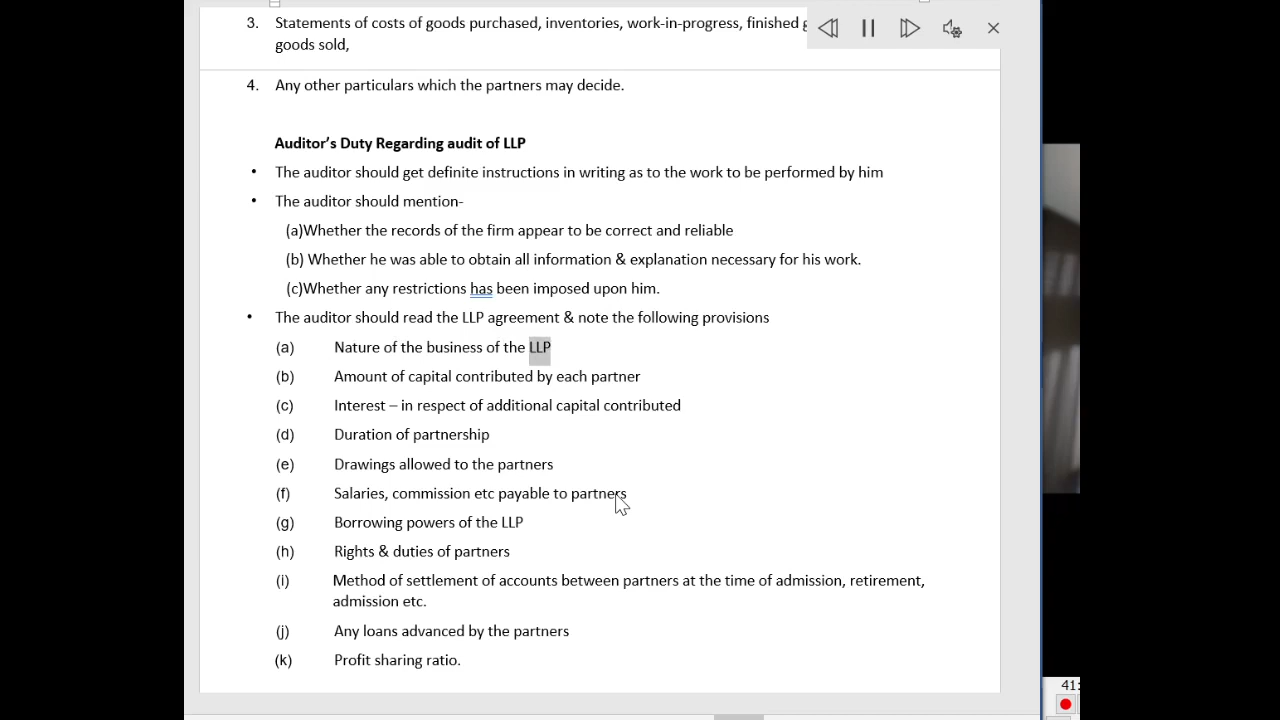 3. Statements of costs of goods purchased, inventories, work-in-progress, finished
goods sold,
4. Any other particulars which the partners may decide.
Auditor's Duty Regarding audit of LLP
• The auditor should get definite instructions in writing as to the work to be performed by him
• The auditor should mention-
(a)Whether the records of the firm appear to be correct and reliable
(b) Whether he was able to obtain all information & explanation necessary for his work.
(c)Whether any restrictions has been imposed upon him.
• The auditor should read the LLP agreement & note the following provisions
(a) Nature of the business of the LLP
(b) Amount of capital contributed by each partner
(c) Interest – in respect of additional capital contributed
(d) Duration of partnership
(e) Drawings allowed to the partners
(f) Salaries, commission etc payable to partners
(g) Borrowing powers of the LLP
(h) Rights & duties of partners
(i) Method of settlement of accounts between partners at the time of admission, retirement,
admission etc.
(j) Any loans advanced by the partners
(k) Profit sharing ratio.